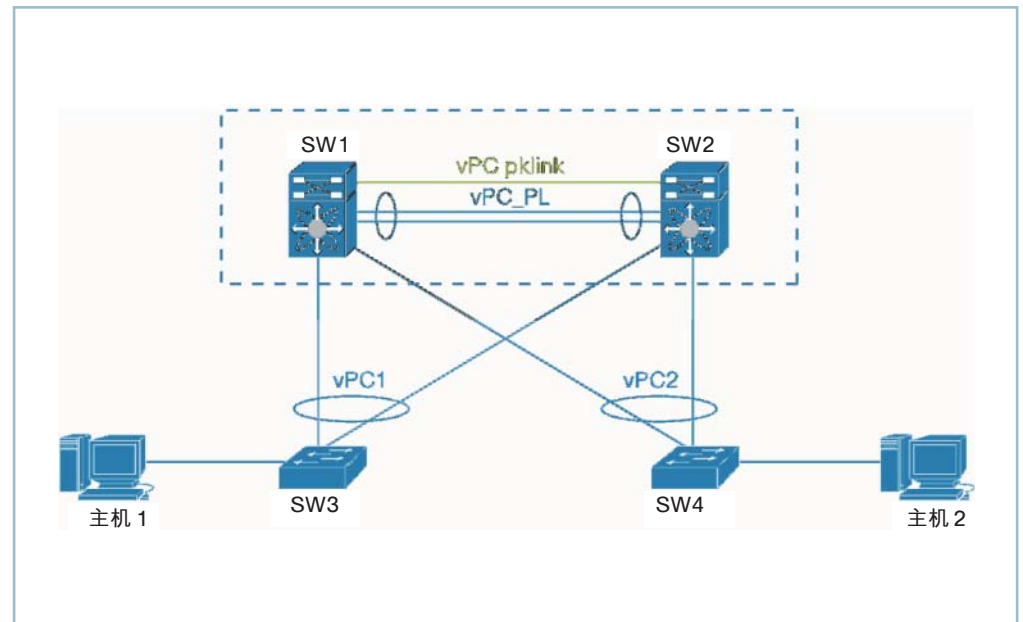 SW1
SW2
vPC pklink
vPC_PL
vPC1
vPC2
SW3
SW4
主机 1
主机 2